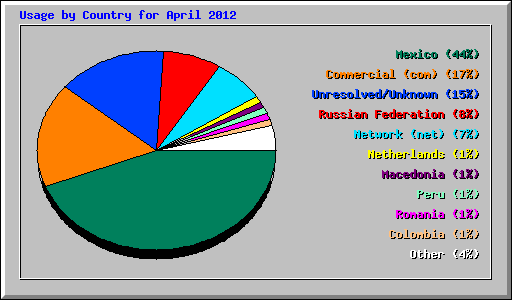 Usage by Country for April 2012
Mexico (44%)
Commercial (com) (17%)
Unresolved/Unknown (15%)
Russian Federation (8%)
Network (net) (7%)
Netherlands (1%)
Macedonia (1%)
Peru (1%)
Romania (1%)
Colombia (1%)
Other (4%)